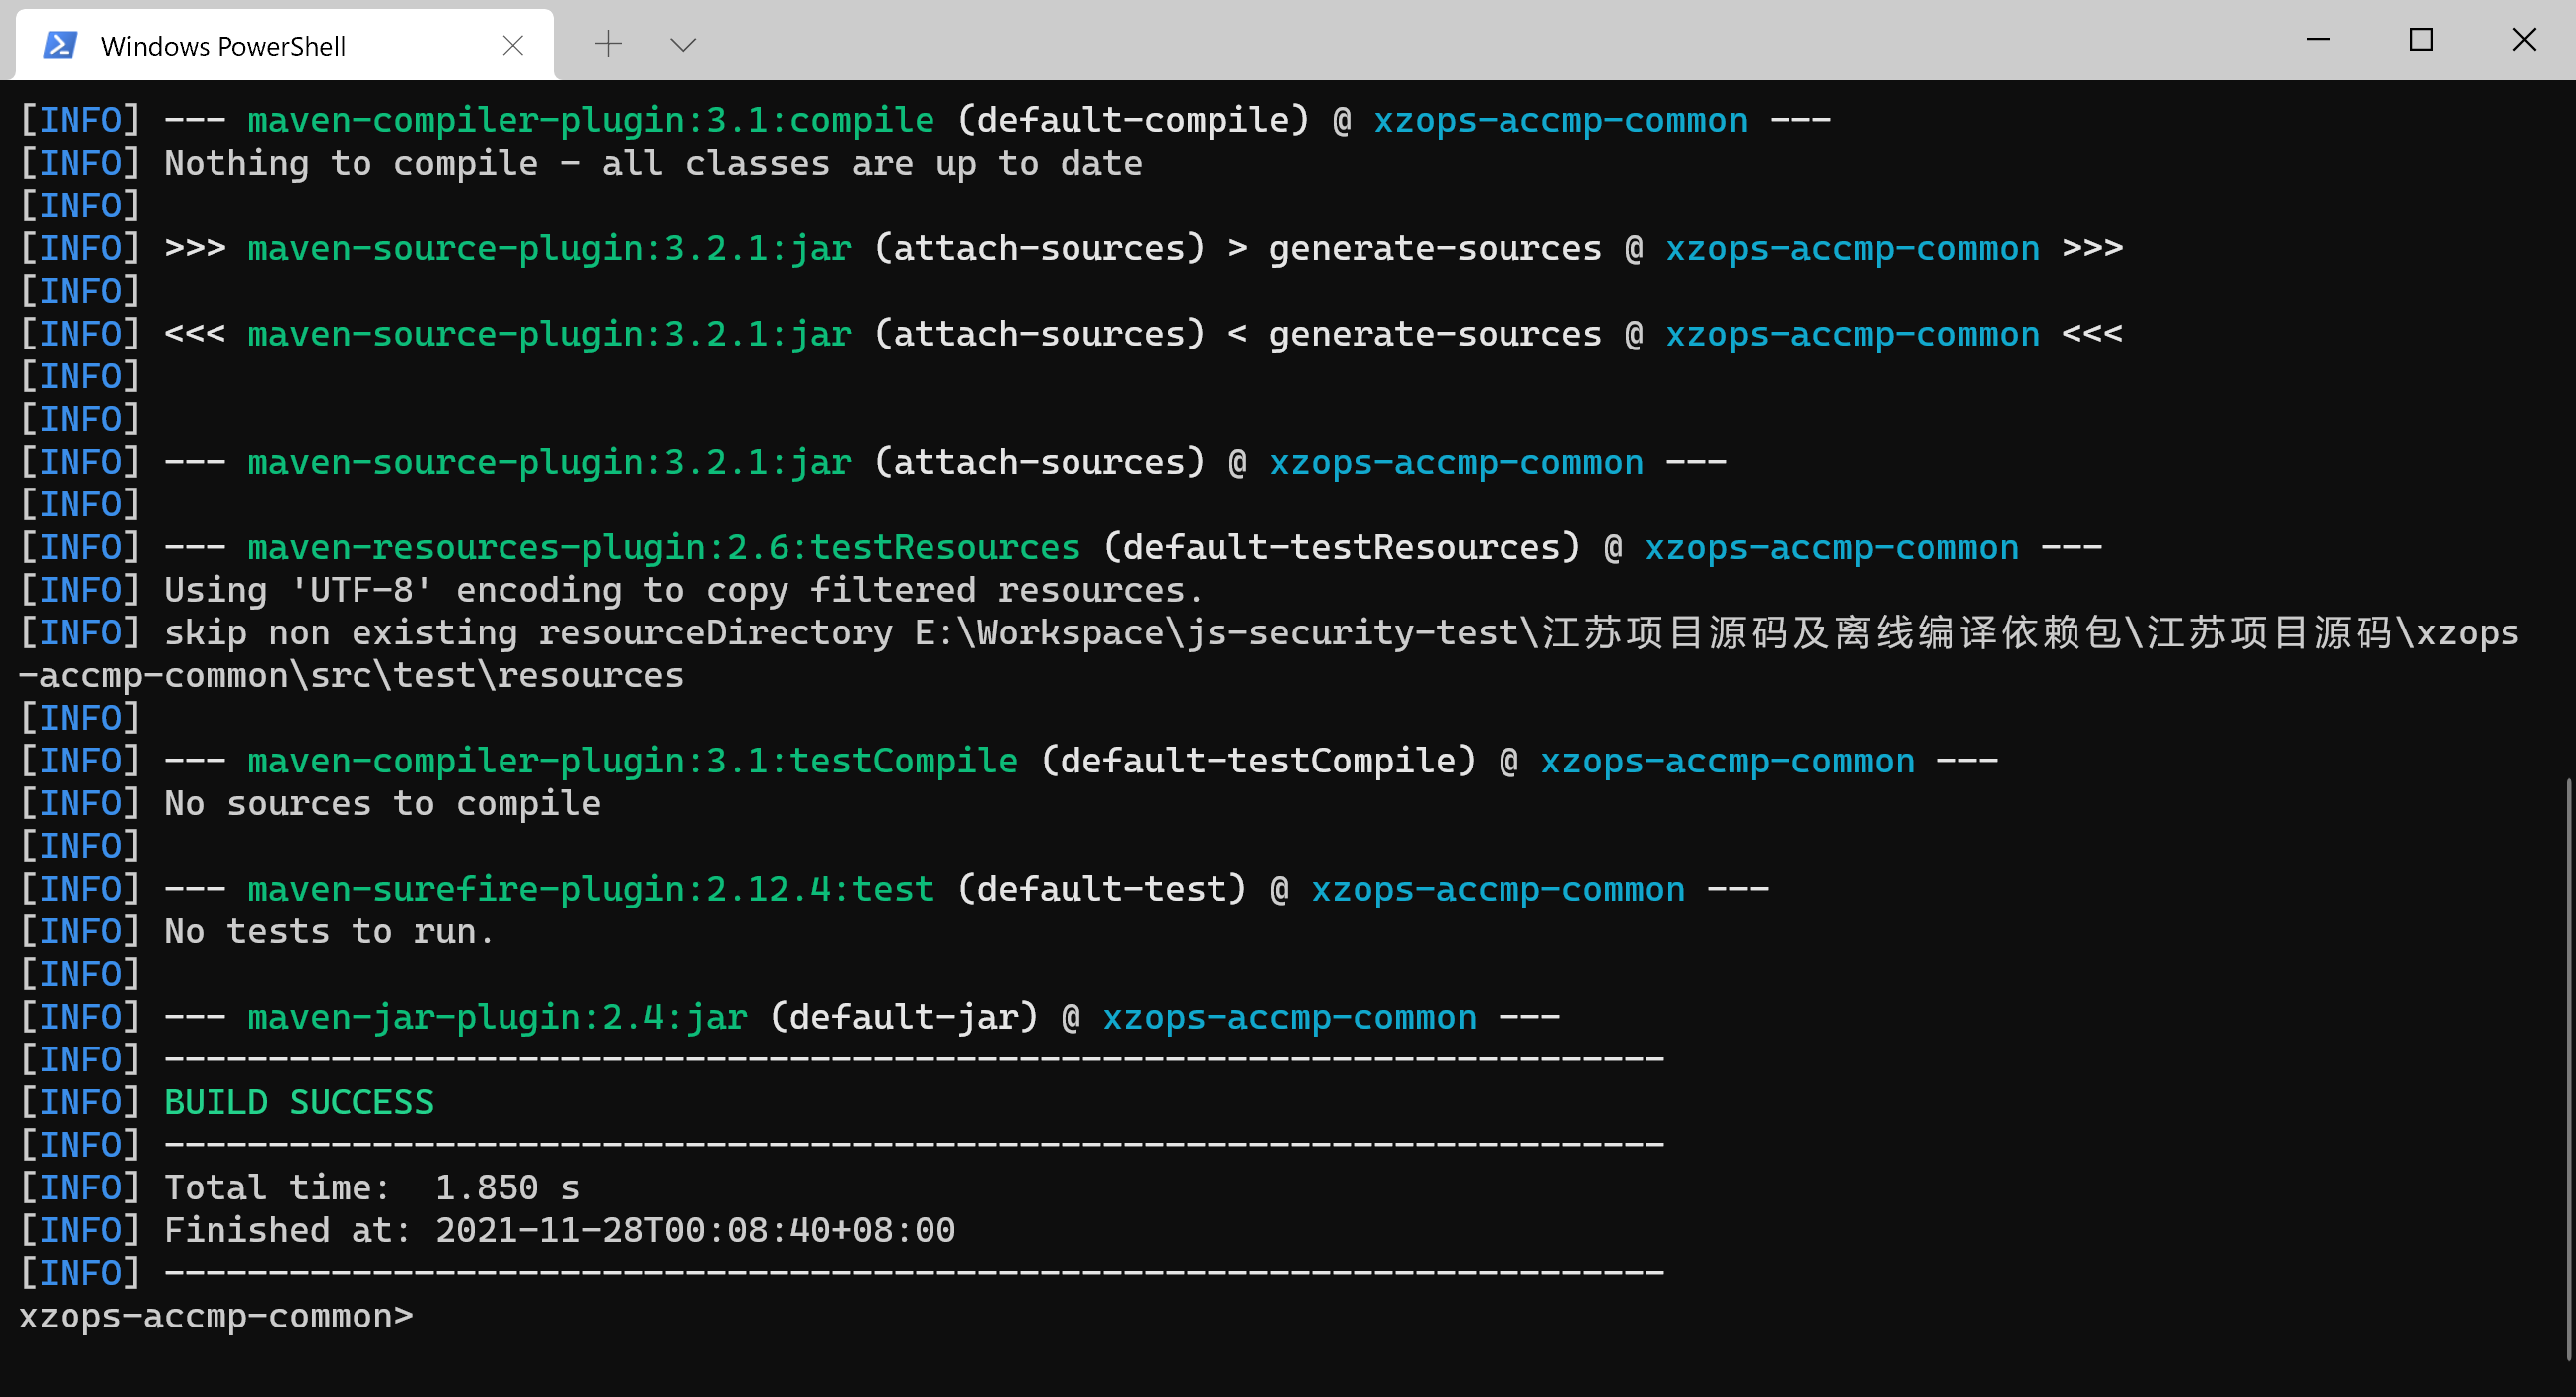 Windows PowerShell
[INFO] --- maven-compiler-plugin:3.1:compile (default-compile) @ xzops-accmp-common ---
[INFO] Nothing to compile - all classes are up to date
[INFO]
[INFO] >>> maven-source-plugin:3.2.1:jar (attach-sources) > generate-sources @ xzops-accmp-common >>>
[INFO]
[INFO] <<< maven-source-plugin:3.2.1:jar (attach-sources) < generate-sources @ xzops-accmp-common <<<
[INFO]
[INFO]
[INFO] --- maven-source-plugin:3.2.1:jar (attach-sources) @ xzops-accmp-common ---
[INFO]
[INFO] --- maven-resources-plugin:2.6:testResources (default-testResources) @ xzops-accmp-common ---
[INFO] Using 'UTF-8' encoding to copy filtered resources.
[INFO] skip non existing resourceDirectory E:\Workspace\js-security-test\江苏项目源码及离线编译依赖包\江苏项目源码\xzops
-accmp-common\src\test\resources
[INFO]
[INFO] --- maven-compiler-plugin:3.1:testCompile (default-testCompile) @ xzops-accmp-common ---
[INFO] No sources to compile
[INFO]
[INFO] --- maven-surefire-plugin:2.12.4:test (default-test) @ xzops-accmp-common ---
[INFO] No tests to run.
[INFO]
[INFO] --- maven-jar-plugin:2.4:jar (default-jar) @ xzops-accmp-common ---
[INFO] ------------------------------------------------------------------------
[INFO] BUILD SUCCESS
[INFO] ------------------------------------------------------------------------
[INFO] Total time:  1.850 s
[INFO] Finished at: 2021-11-28T00:08:40+08:00
[INFO] ------------------------------------------------------------------------
xzops-accmp-common>